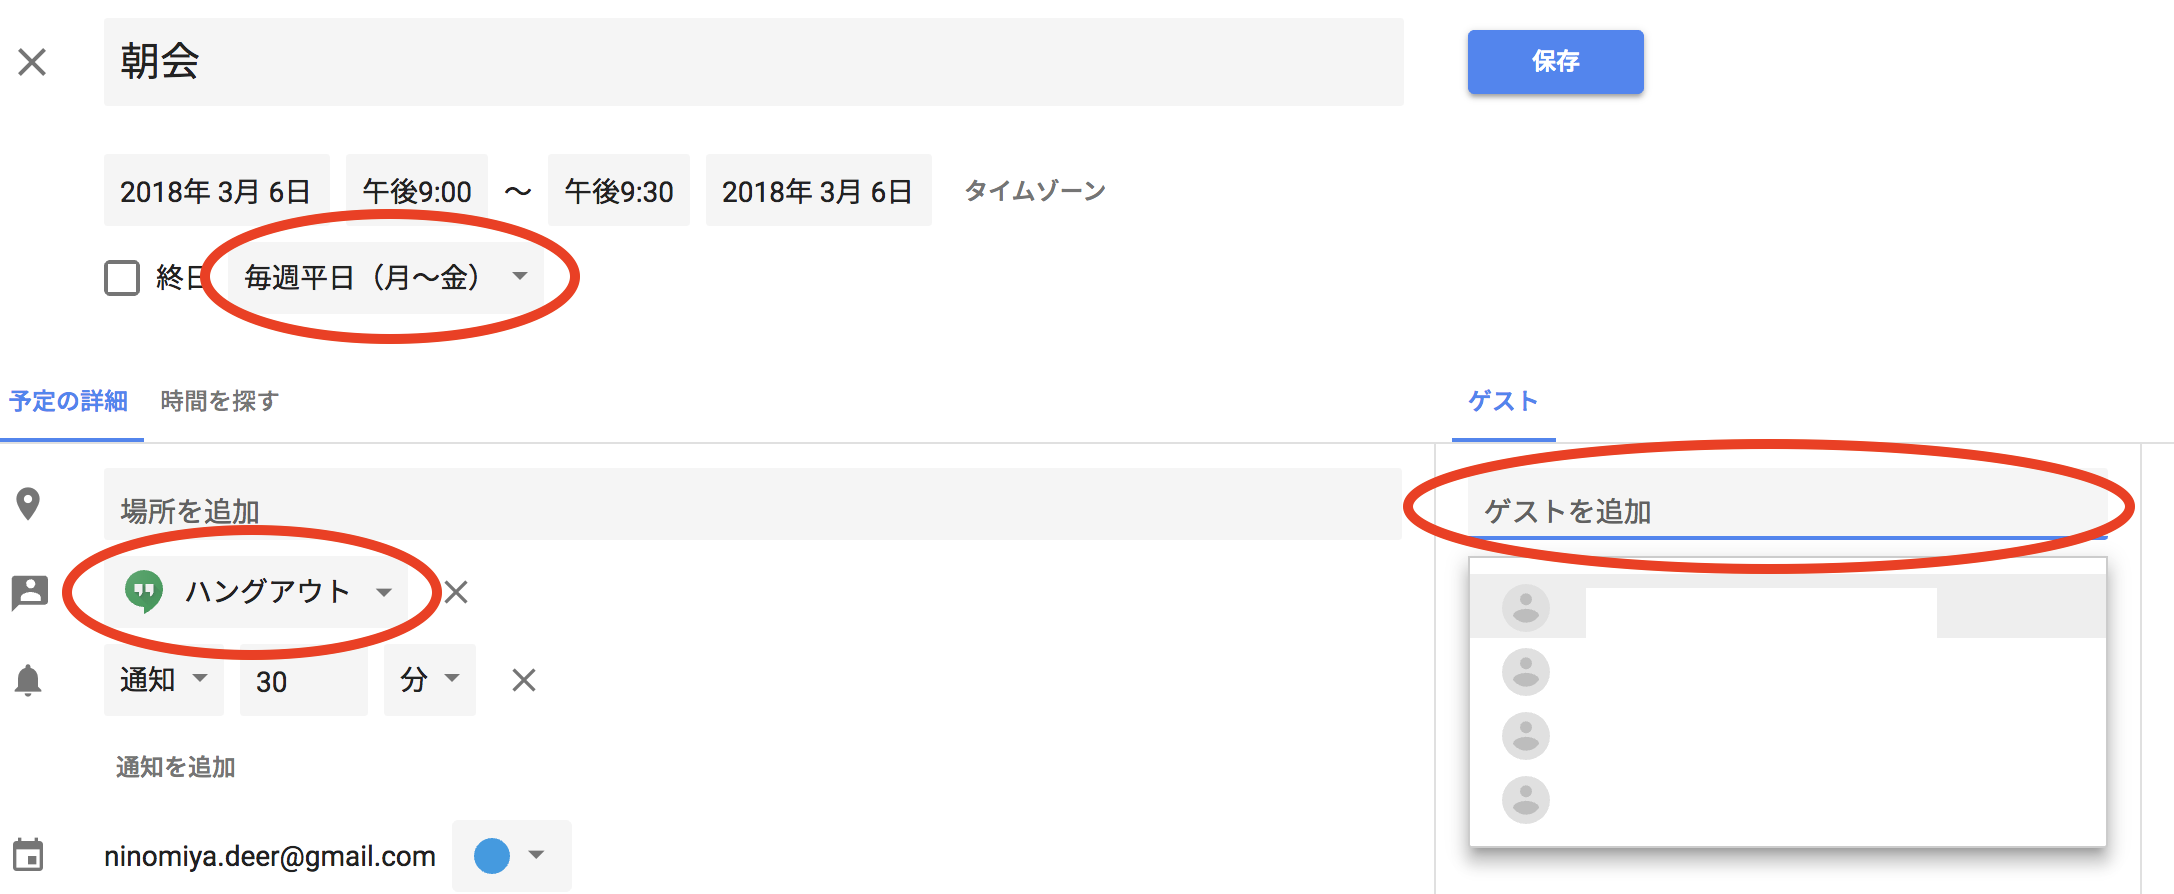 朝会
保存
2018年 3月 6日 午後9:00 〜 午後9:30 2018年 3月 6日 タイムゾーン
終日 毎週平日（月〜金）
予定の詳細 時間を探す
ゲスト
場所を追加
ゲストを追加
ハングアウト
通知 30 分
通知を追加
ninomiya.deer@gmail.com